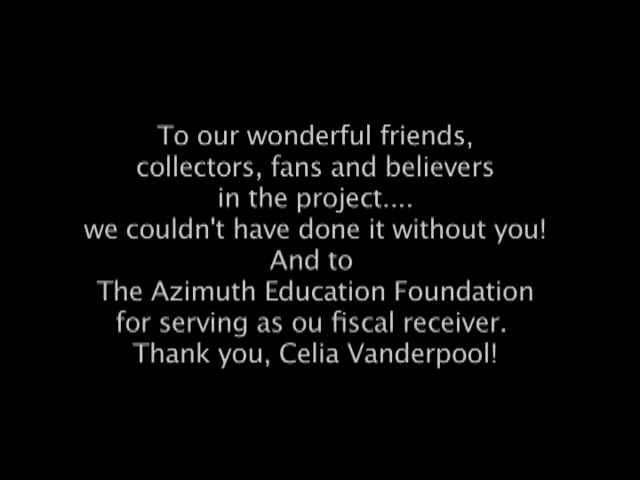 To our wonderful friends,
collectors, fans and believers
in the project....
we couldn't have done it without you!
And to
The Azimuth Education Foundation
for serving as ou fiscal receiver.
Thank you, Celia Vanderpool!